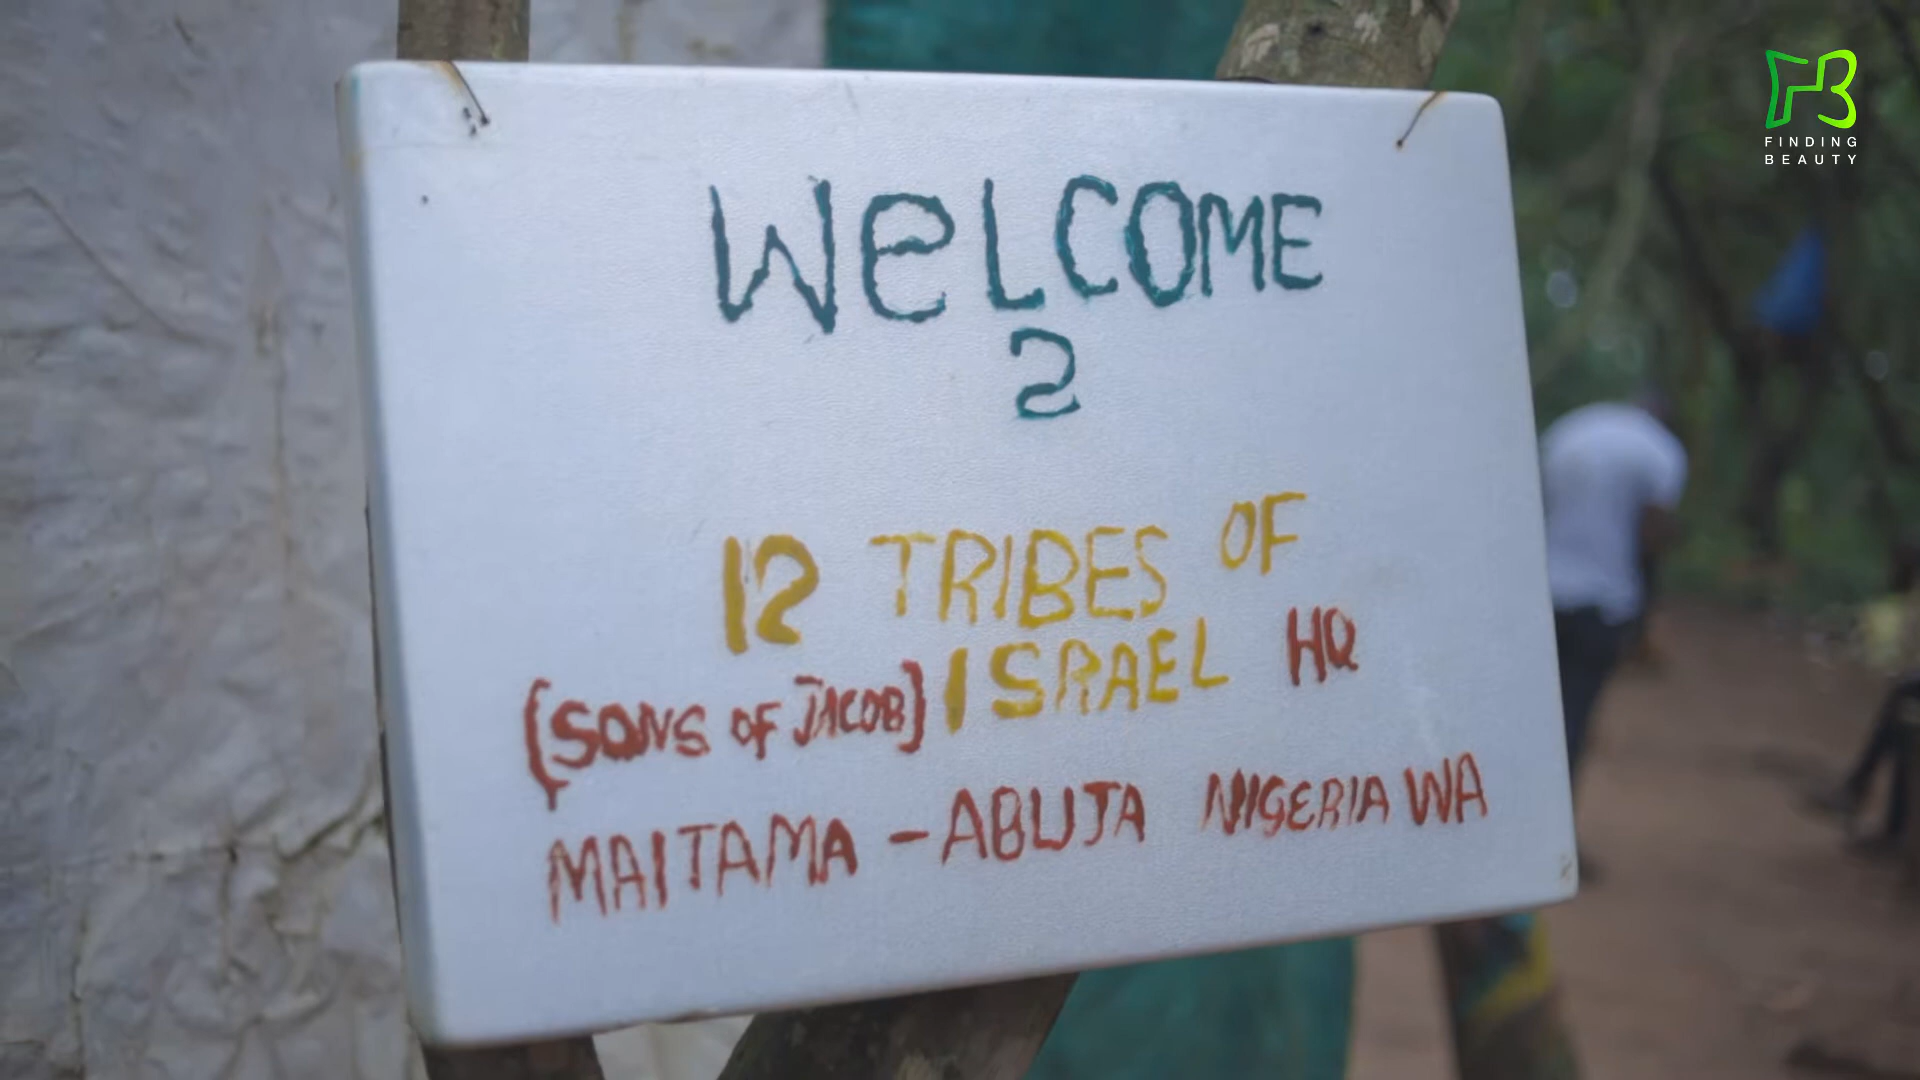 WeLCOME
2
12 TRIBES OF
(SONS OF JACOB) ISRAEL HQ
MAITAMA - ABUJA NIGERIA WA
FINDING
BEAUTY